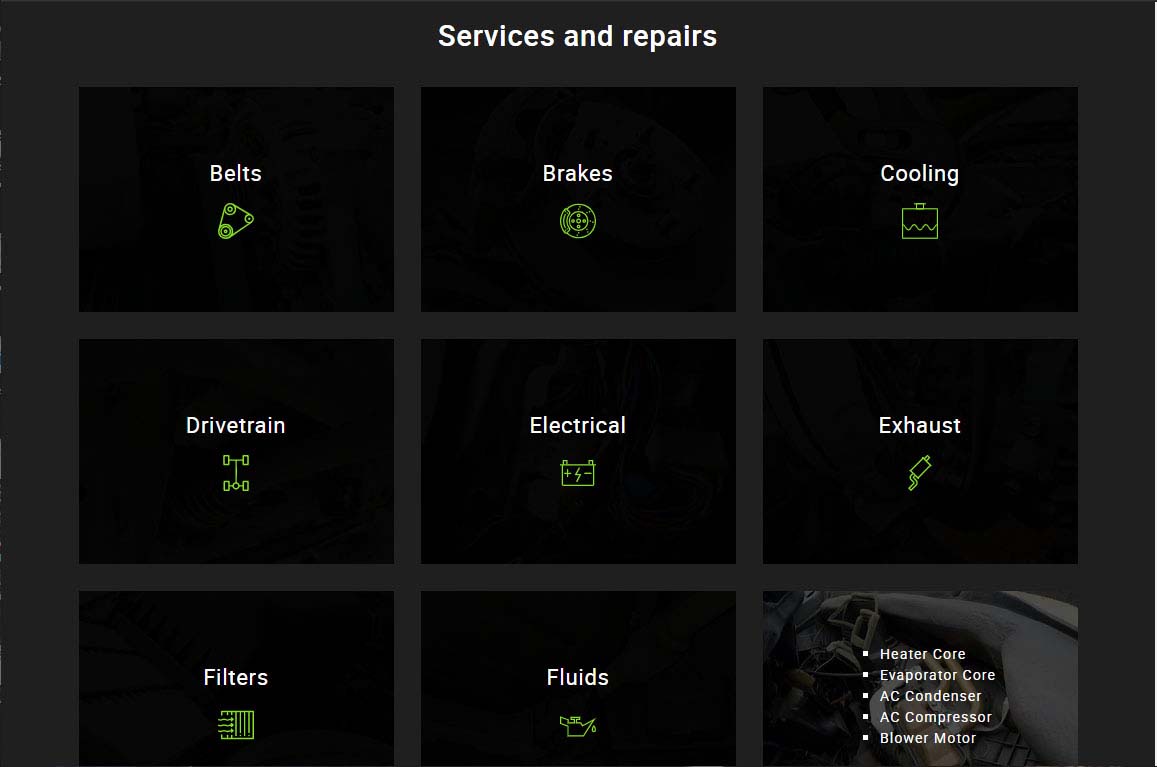 Services and repairs
Belts
Brakes
Cooling
Drivetrain
Electrical
Exhaust
Filters
Fluids
Heater Core
Evaporator Core
AC Condenser
AC Compressor
Blower Motor